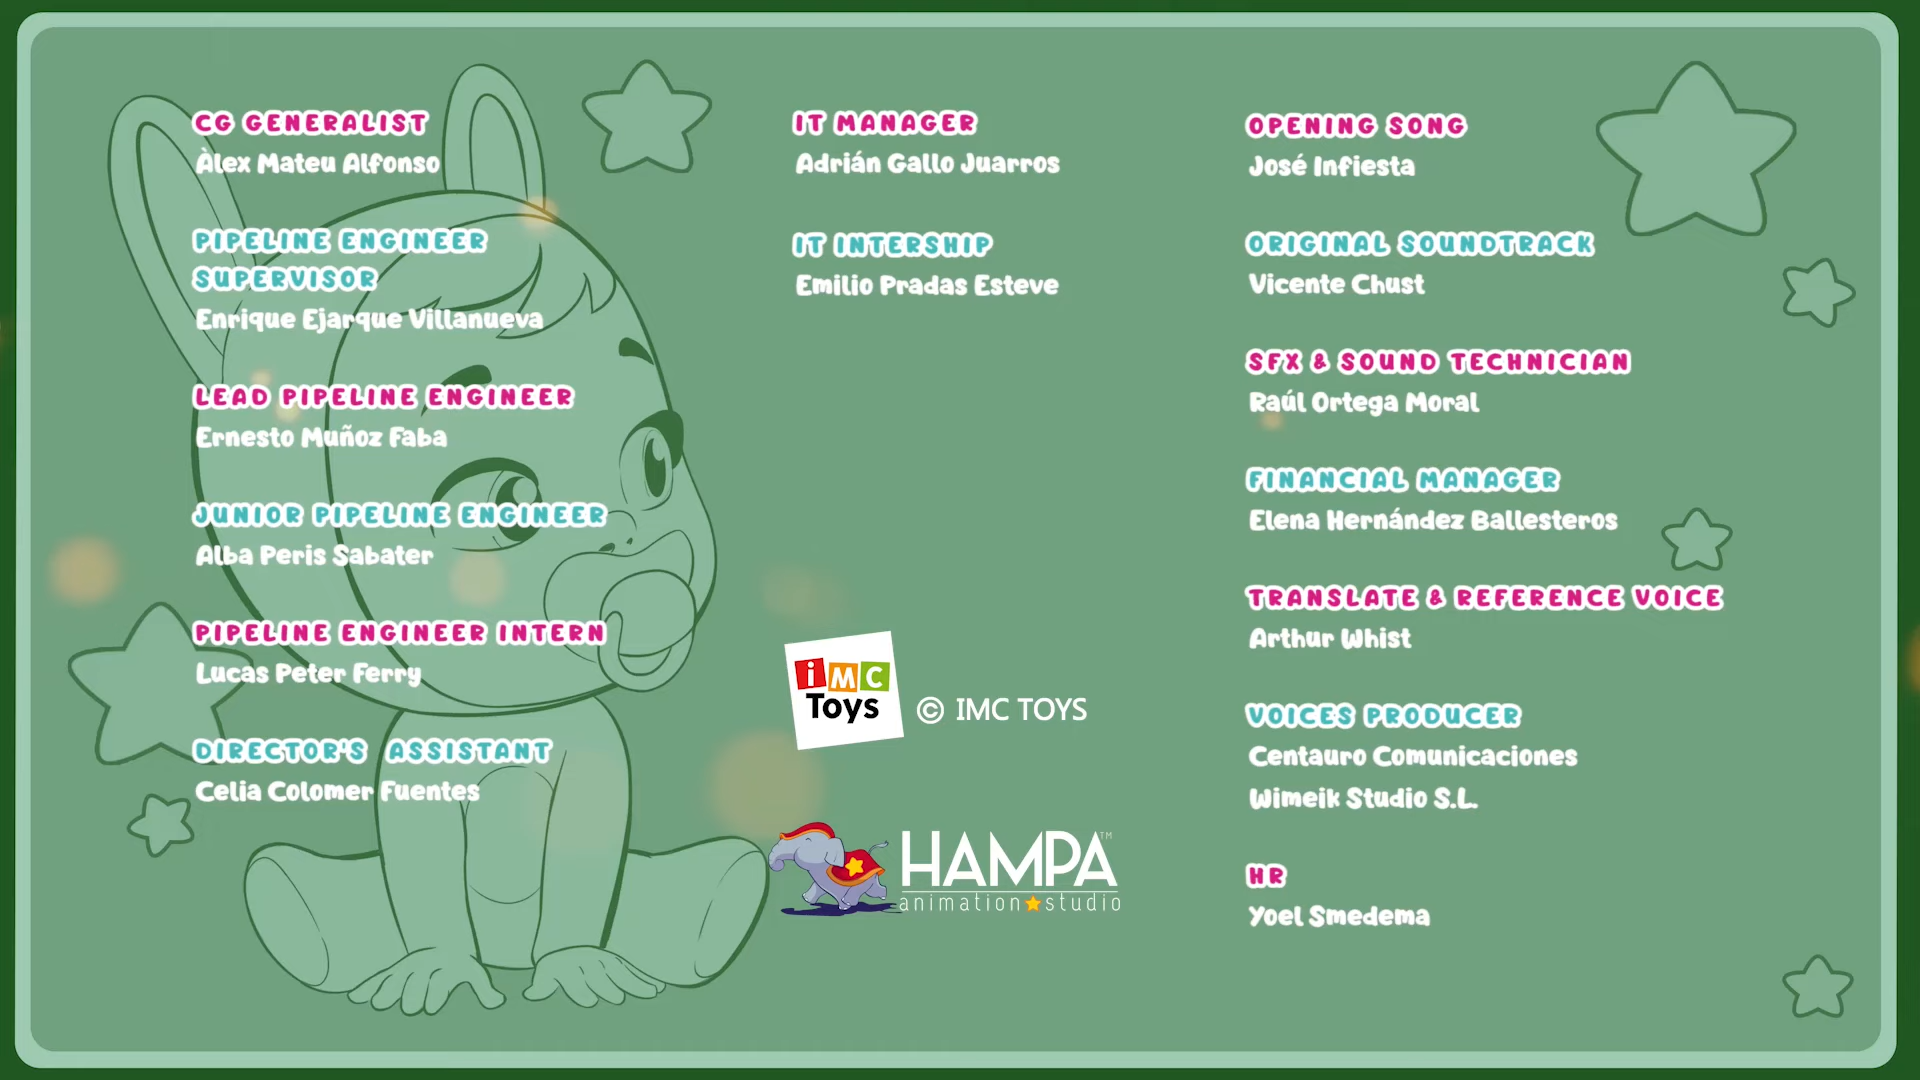 CG GENERALIST
Àlex Mateu Alfonso
PIPELINE ENGINEER
SUPERVISOR
Enrique Ejarque Villanueva
LEAD PIPELINE ENGINEER
Ernesto Muñoz Faba
JUNIOR PIPELINE ENGINEER
Alba Peris Sabater
PIPELINE ENGINEER INTERN
Lucas Peter Ferry
DIRECTOR'S ASSISTANT
Celia Colomer Fuentes
IT MANAGER
Adrián Gallo Juarros
IT INTERSHIP
Emilio Pradas Esteve
iMC
Toys
© IMC TOYS
HAMPA™
animation studio
OPENING SONG
José Infiesta
ORIGINAL SOUNDTRACK
Vicente Chust
SFX & SOUND TECHNICIAN
Raúl Ortega Moral
FINANCIAL MANAGER
Elena Hernández Ballesteros
TRANSLATE & REFERENCE VOICE
Arthur Whist
VOICES PRODUCER
Centauro Comunicaciones
Wimeik Studio S.L.
HR
Yoel Smedema